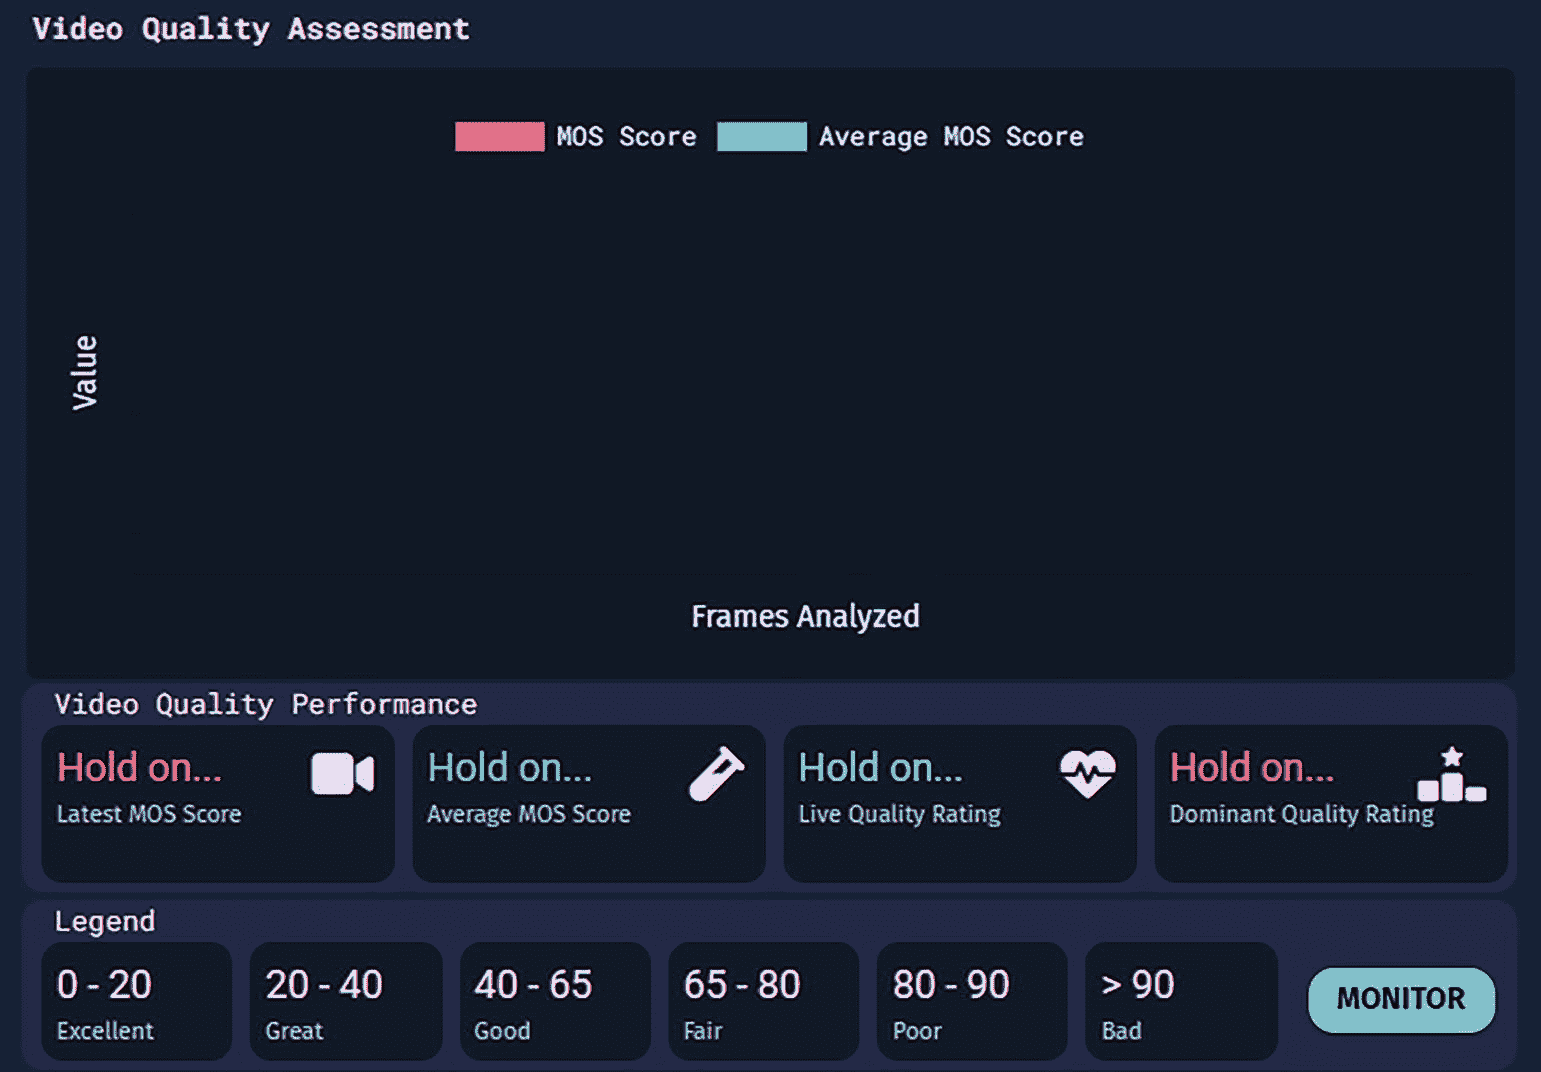 Video Quality Assessment
MOS Score
Average MOS Score
Value
Frames Analyzed
Video Quality Performance
Hold on...
Latest MOS Score
Hold on...
Average MOS Score
Hold on...
Live Quality Rating
Hold on...
Dominant Quality Rating
Legend
0 - 20
Excellent
20 - 40
Great
40 - 65
Good
65 - 80
Fair
80 - 90
Poor
> 90
Bad
MONITOR